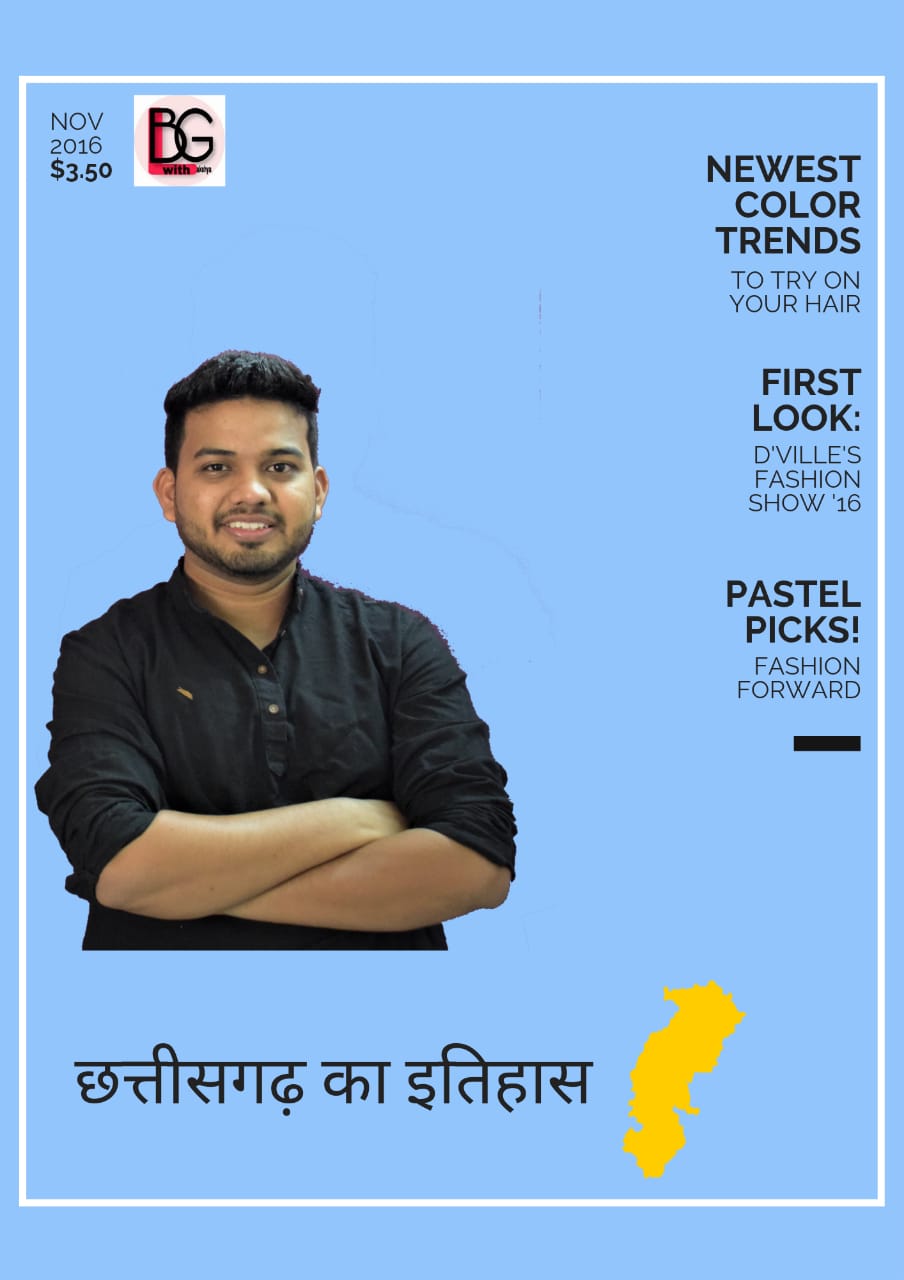 NOV
2016
$3.50
BG
with
NEWEST
COLOR
TRENDS
TO TRY ON
YOUR HAIR
FIRST
LOOK:
D'VILLE'S
FASHION
SHOW '16
PASTEL
PICKS!
FASHION
FORWARD
छत्तीसगढ़ का इतिहास